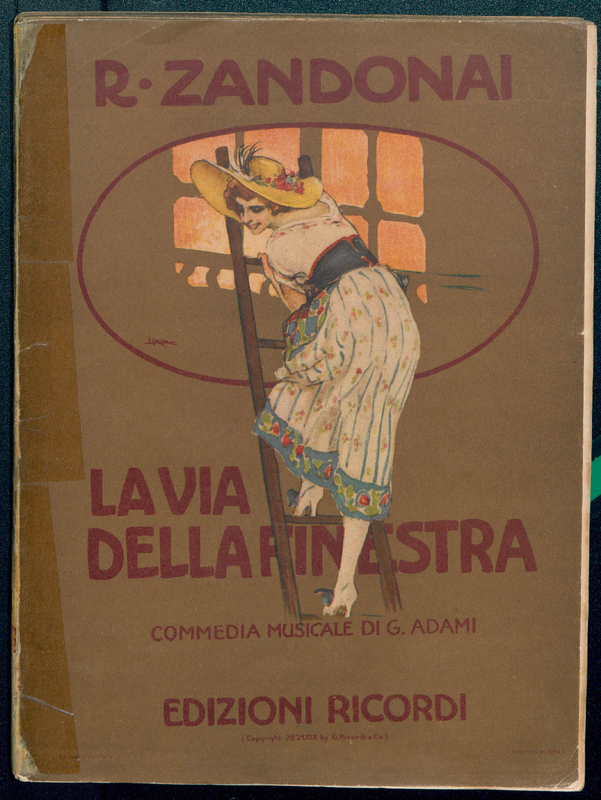 R. ZANDONAI
LA VIA
DELLA FINESTRA
COMMEDIA MUSICALE DI G. ADAMI
EDIZIONI RICORDI